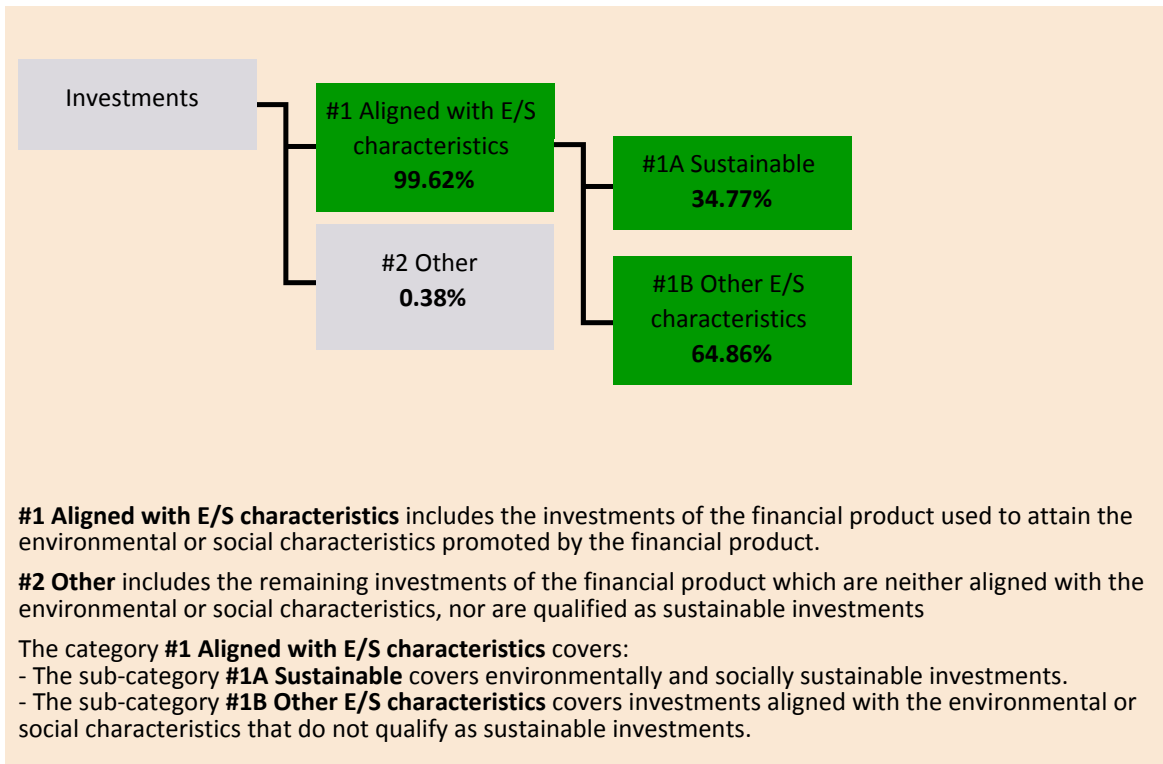 Investments
#1 Aligned with E/S
characteristics
99.62%
#2 Other
0.38%
#1A Sustainable
34.77%
#1B Other E/S
characteristics
64.86%
#1 Aligned with E/S characteristics includes the investments of the financial product used to attain the
environmental or social characteristics promoted by the financial product.
#2 Other includes the remaining investments of the financial product which are neither aligned with the
environmental or social characteristics, nor are qualified as sustainable investments
The category #1 Aligned with E/S characteristics covers:
- The sub-category #1A Sustainable covers environmentally and socially sustainable investments.
- The sub-category #1B Other E/S characteristics covers investments aligned with the environmental or
social characteristics that do not qualify as sustainable investments.